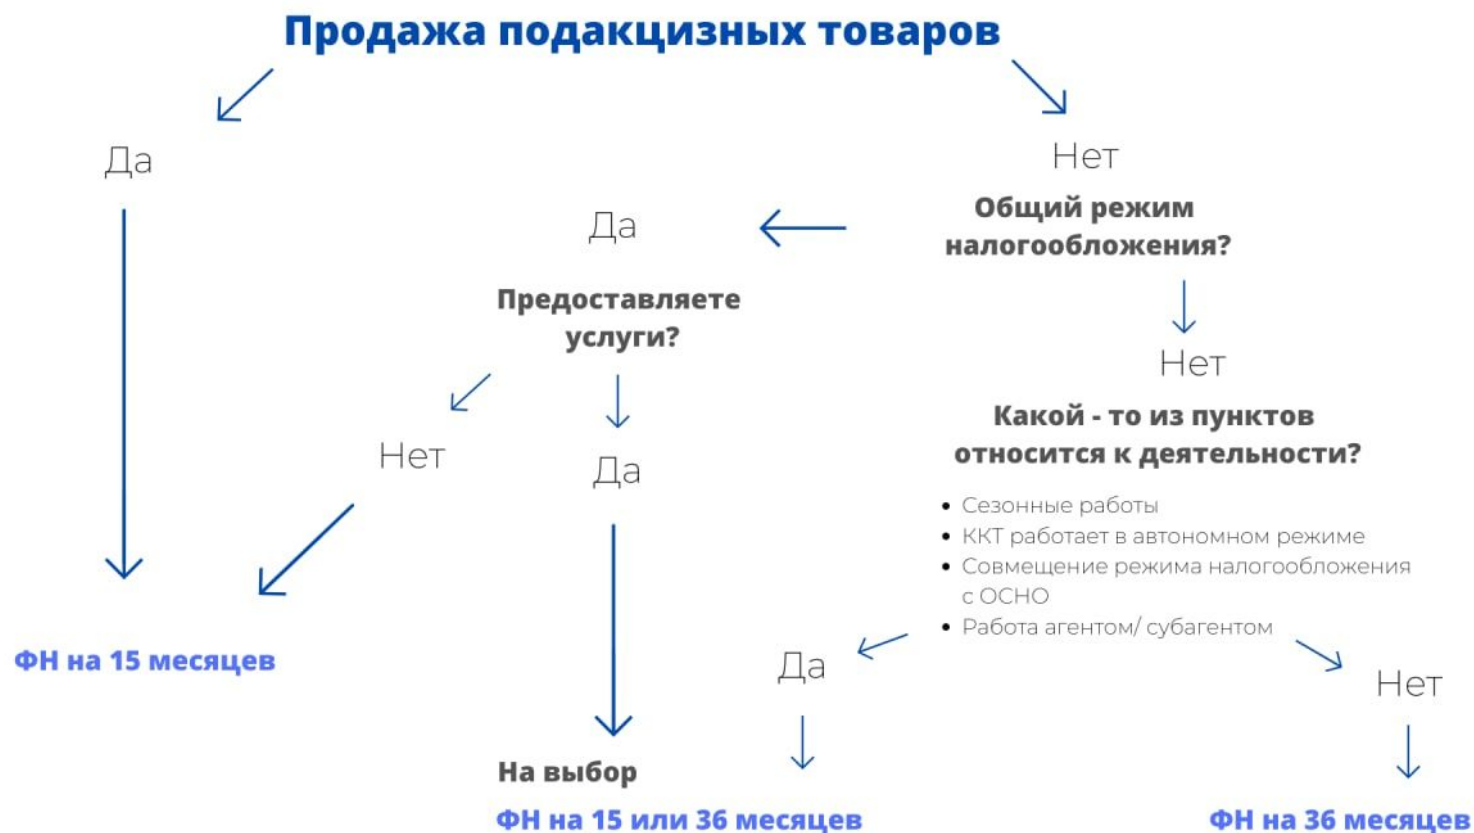 Продажа подакцизных товаров
Да
Нет
Общий режим
налогообложения?
Да
Предоставляете
услуги?
Нет
Да
Нет
Какой - то из пунктов
относится к деятельности?
• Сезонные работы
• ККТ работает в автономном режиме
• Совмещение режима налогообложения
с ОСНО
• Работа агентом/ субагентом
Да
Нет
ФН на 15 месяцев
На выбор
ФН на 15 или 36 месяцев
ФН на 36 месяцев